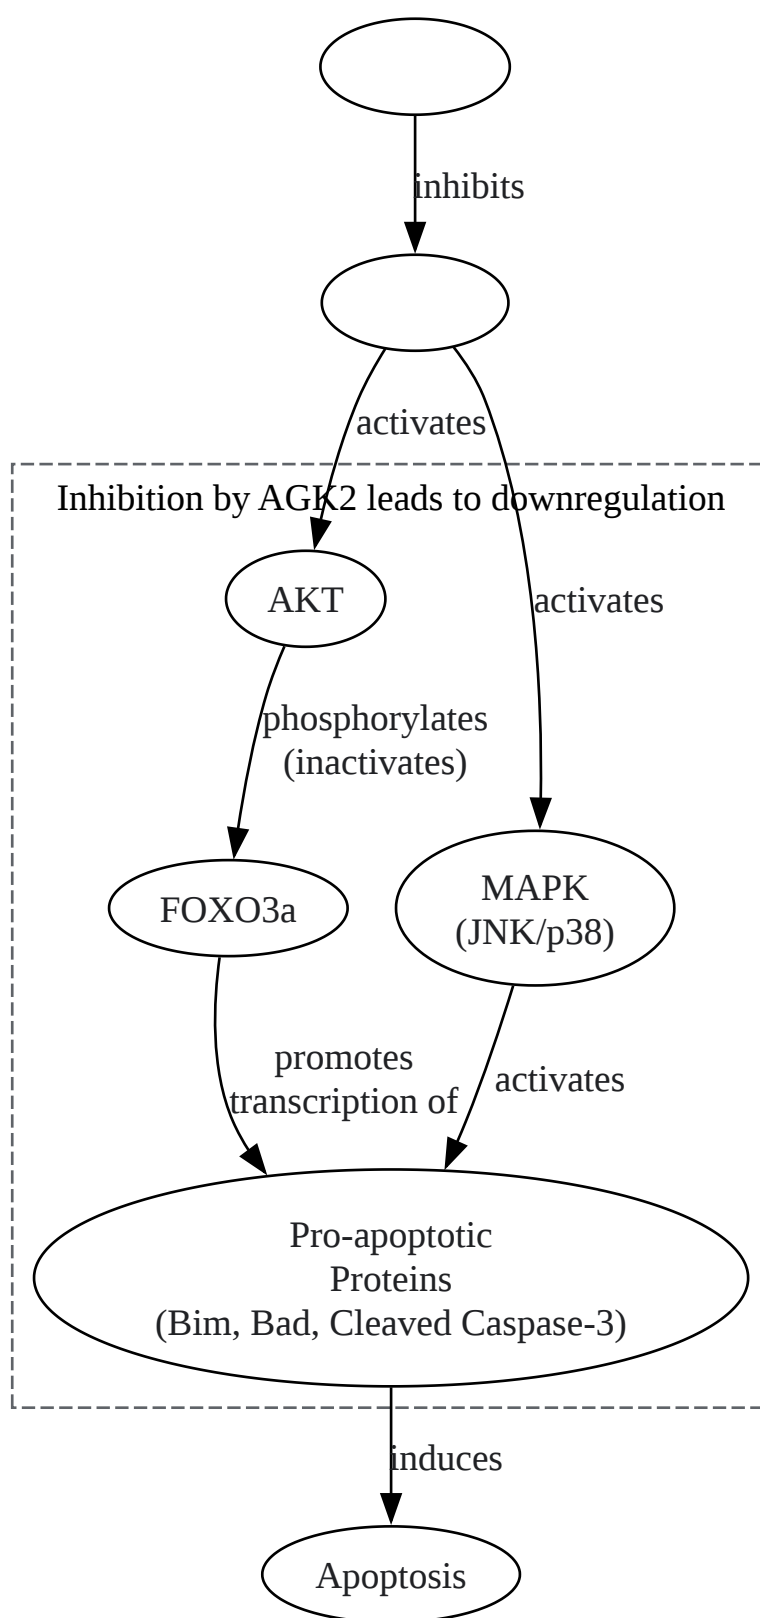 inhibits
activates
Inhibition by AGK2 leads to downregulation
AKT
activates
phosphorylates
(inactivates)
FOXO3a
MAPK
(JNK/p38)
promotes
transcription of
activates
Pro-apoptotic
Proteins
(Bim, Bad, Cleaved Caspase-3)
induces
Apoptosis